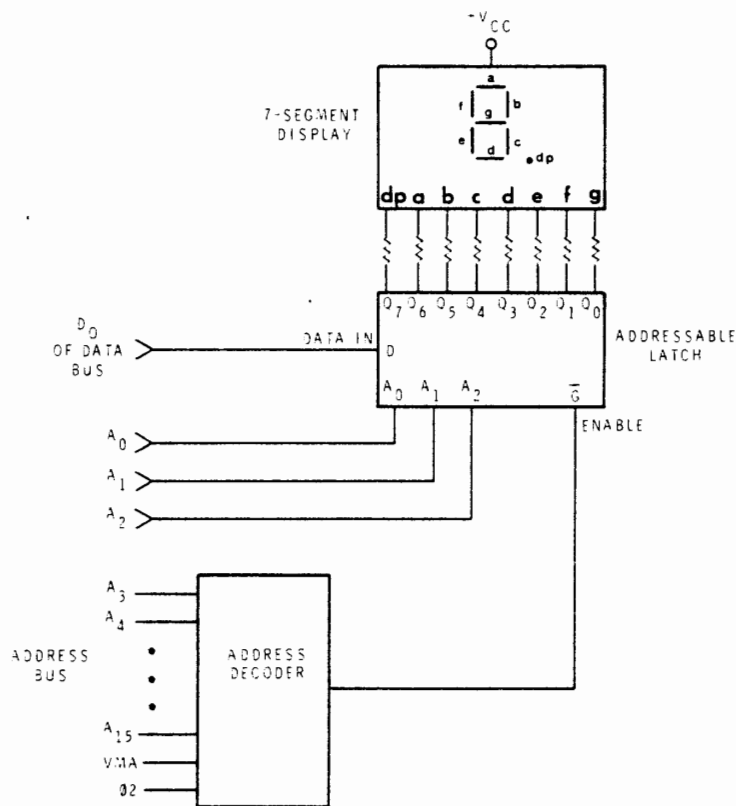 -VCC
7-SEGMENT
DISPLAY
a
f b
g
e c
d
dp
dp a b c d e f g
Q7 Q6 Q5 Q4 Q3 Q2 Q1 Q0
D0
OF DATA
BUS
DATA IN
D
ADDRESSABLE
LATCH
A0 A1 A2 G̅
ENABLE
A0
A1
A2
A3
A4
ADDRESS
BUS
ADDRESS
DECODER
A15
VMA
Ø2